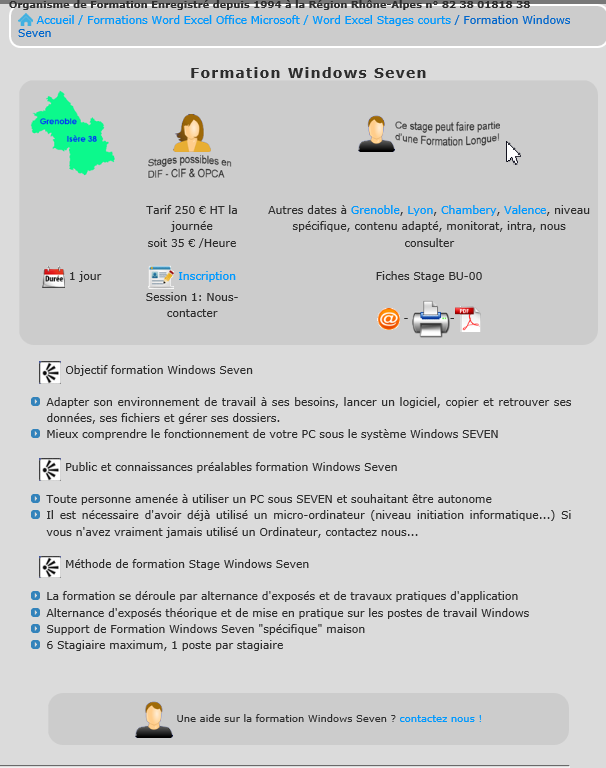 Organisme de Formation Enregistré depuis 1994 à la Région Rhône-Alpes n° 82 38 01818 38
Accueil / Formations Word Excel Office Microsoft / Word Excel Stages courts / Formation Windows
Seven
Formation Windows Seven
Grenoble
Isère 38
Stages possibles en
DIF - CIF & OPCA
Ce stage peut faire partie
d'une Formation Longue!
Tarif 250 € HT la
journée
soit 35 € /Heure
Autres dates à Grenoble, Lyon, Chambery, Valence, niveau
spécifique, contenu adapté, monitorat, intra, nous
consulter
Durée 1 jour
Inscription
Session 1: Nous-
contacter
Fiches Stage BU-00
@ - - PDF
Objectif formation Windows Seven
Adapter son environnement de travail à ses besoins, lancer un logiciel, copier et retrouver ses
données, ses fichiers et gérer ses dossiers.
Mieux comprendre le fonctionnement de votre PC sous le système Windows SEVEN
Public et connaissances préalables formation Windows Seven
Toute personne amenée à utiliser un PC sous SEVEN et souhaitant être autonome
Il est nécessaire d'avoir déjà utilisé un micro-ordinateur (niveau initiation informatique...) Si
vous n'avez vraiment jamais utilisé un Ordinateur, contactez nous...
Méthode de formation Stage Windows Seven
La formation se déroule par alternance d'exposés et de travaux pratiques d'application
Alternance d'exposés théorique et de mise en pratique sur les postes de travail Windows
Support de Formation Windows Seven "spécifique" maison
6 Stagiaire maximum, 1 poste par stagiaire
Une aide sur la formation Windows Seven ? contactez nous !